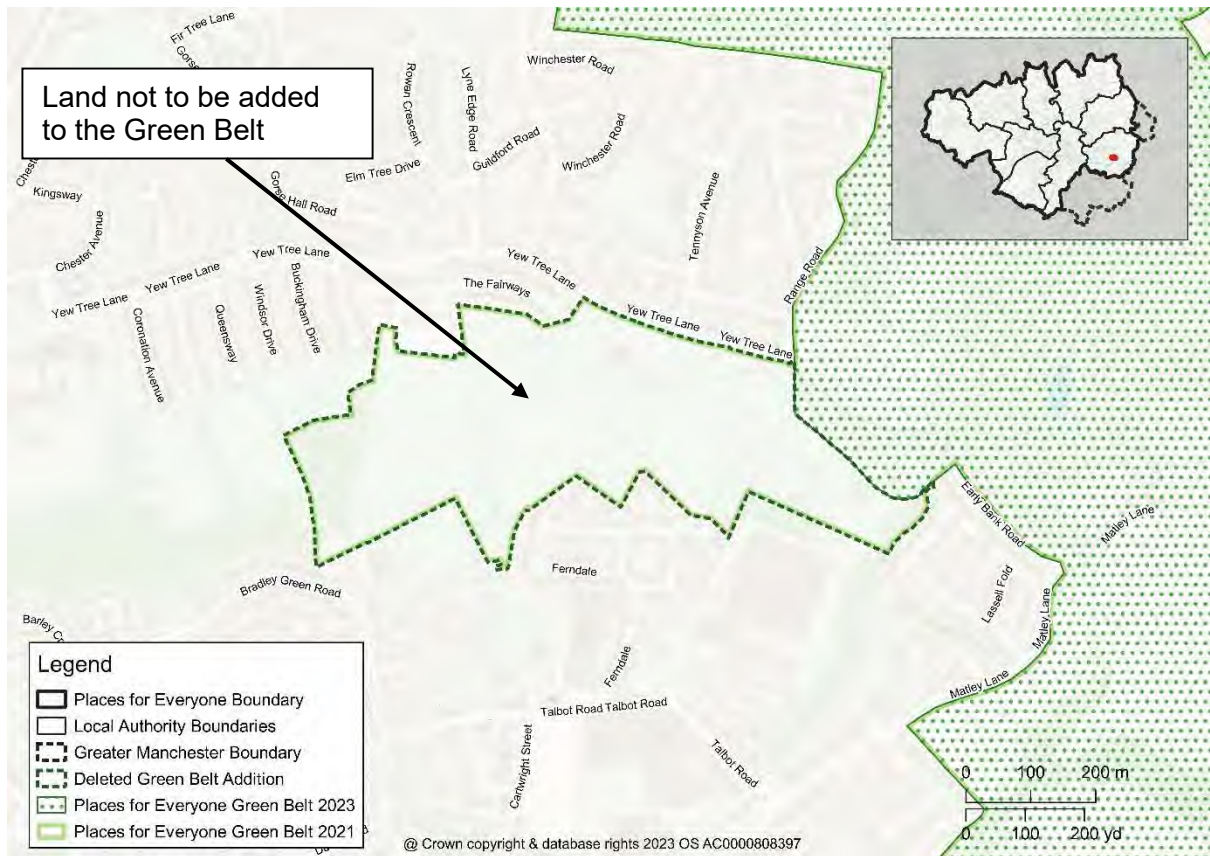 Fir Tree Lane
Gorse
Land not to be added
to the Green Belt
Rowan Crescent
Lyne Edge Road
Winchester Road
Guildford Road
Winchester Road
Elm Tree Drive
Kingsway
Gorse Hall Road
Chester Avenue
Tennyson Avenue
Yew Tree Lane
Yew Tree Lane
Yew Tree Lane
Yew Tree Lane
The Fairways
Range Road
Buckingham Drive
Windsor Drive
Queensway
Coronation Avenue
Yew Tree Lane
Yew Tree Lane
Early Bank Road
Matley Lane
Lassell Fold
Matley Lane
Matley Lane
Ferndale
Bradley Green Road
Ferndale
Talbot Road Talbot Road
Talbot Road
Cartwright Street
Legend
Places for Everyone Boundary
Local Authority Boundaries
Greater Manchester Boundary
Deleted Green Belt Addition
Places for Everyone Green Belt 2023
Places for Everyone Green Belt 2021
0 100 200 m
0 100 200 yd
@ Crown copyright & database rights 2023 OS AC0000808397